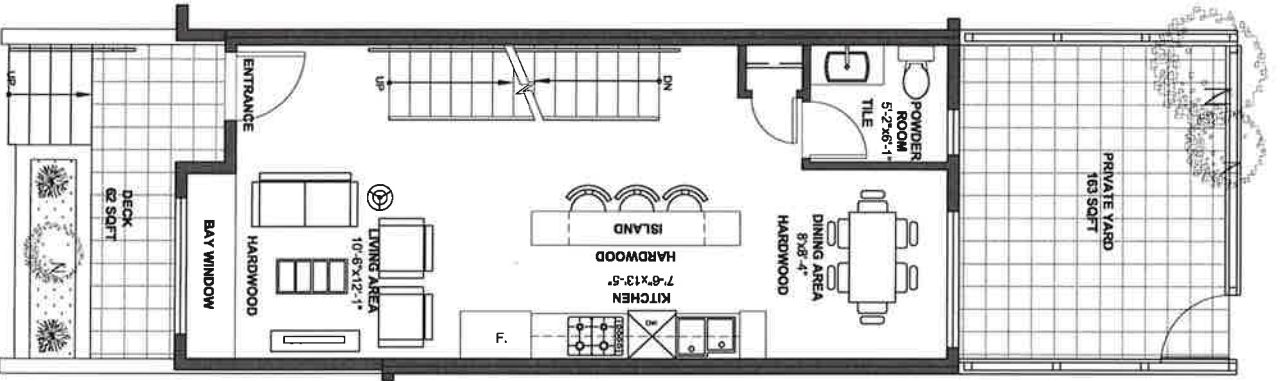 UP
DECK
62 SQFT
ENTRANCE
BAY WINDOW
HARDWOOD
LIVING AREA
10'-6"x12'-1"
UP
DN
ISLAND
HARDWOOD
7'-6"x13'-5"
KITCHEN
F.
DINING AREA
8'x8'-4"
HARDWOOD
POWDER
ROOM
5'-2"x6'-1"
TILE
PRIVATE YARD
163 SQFT